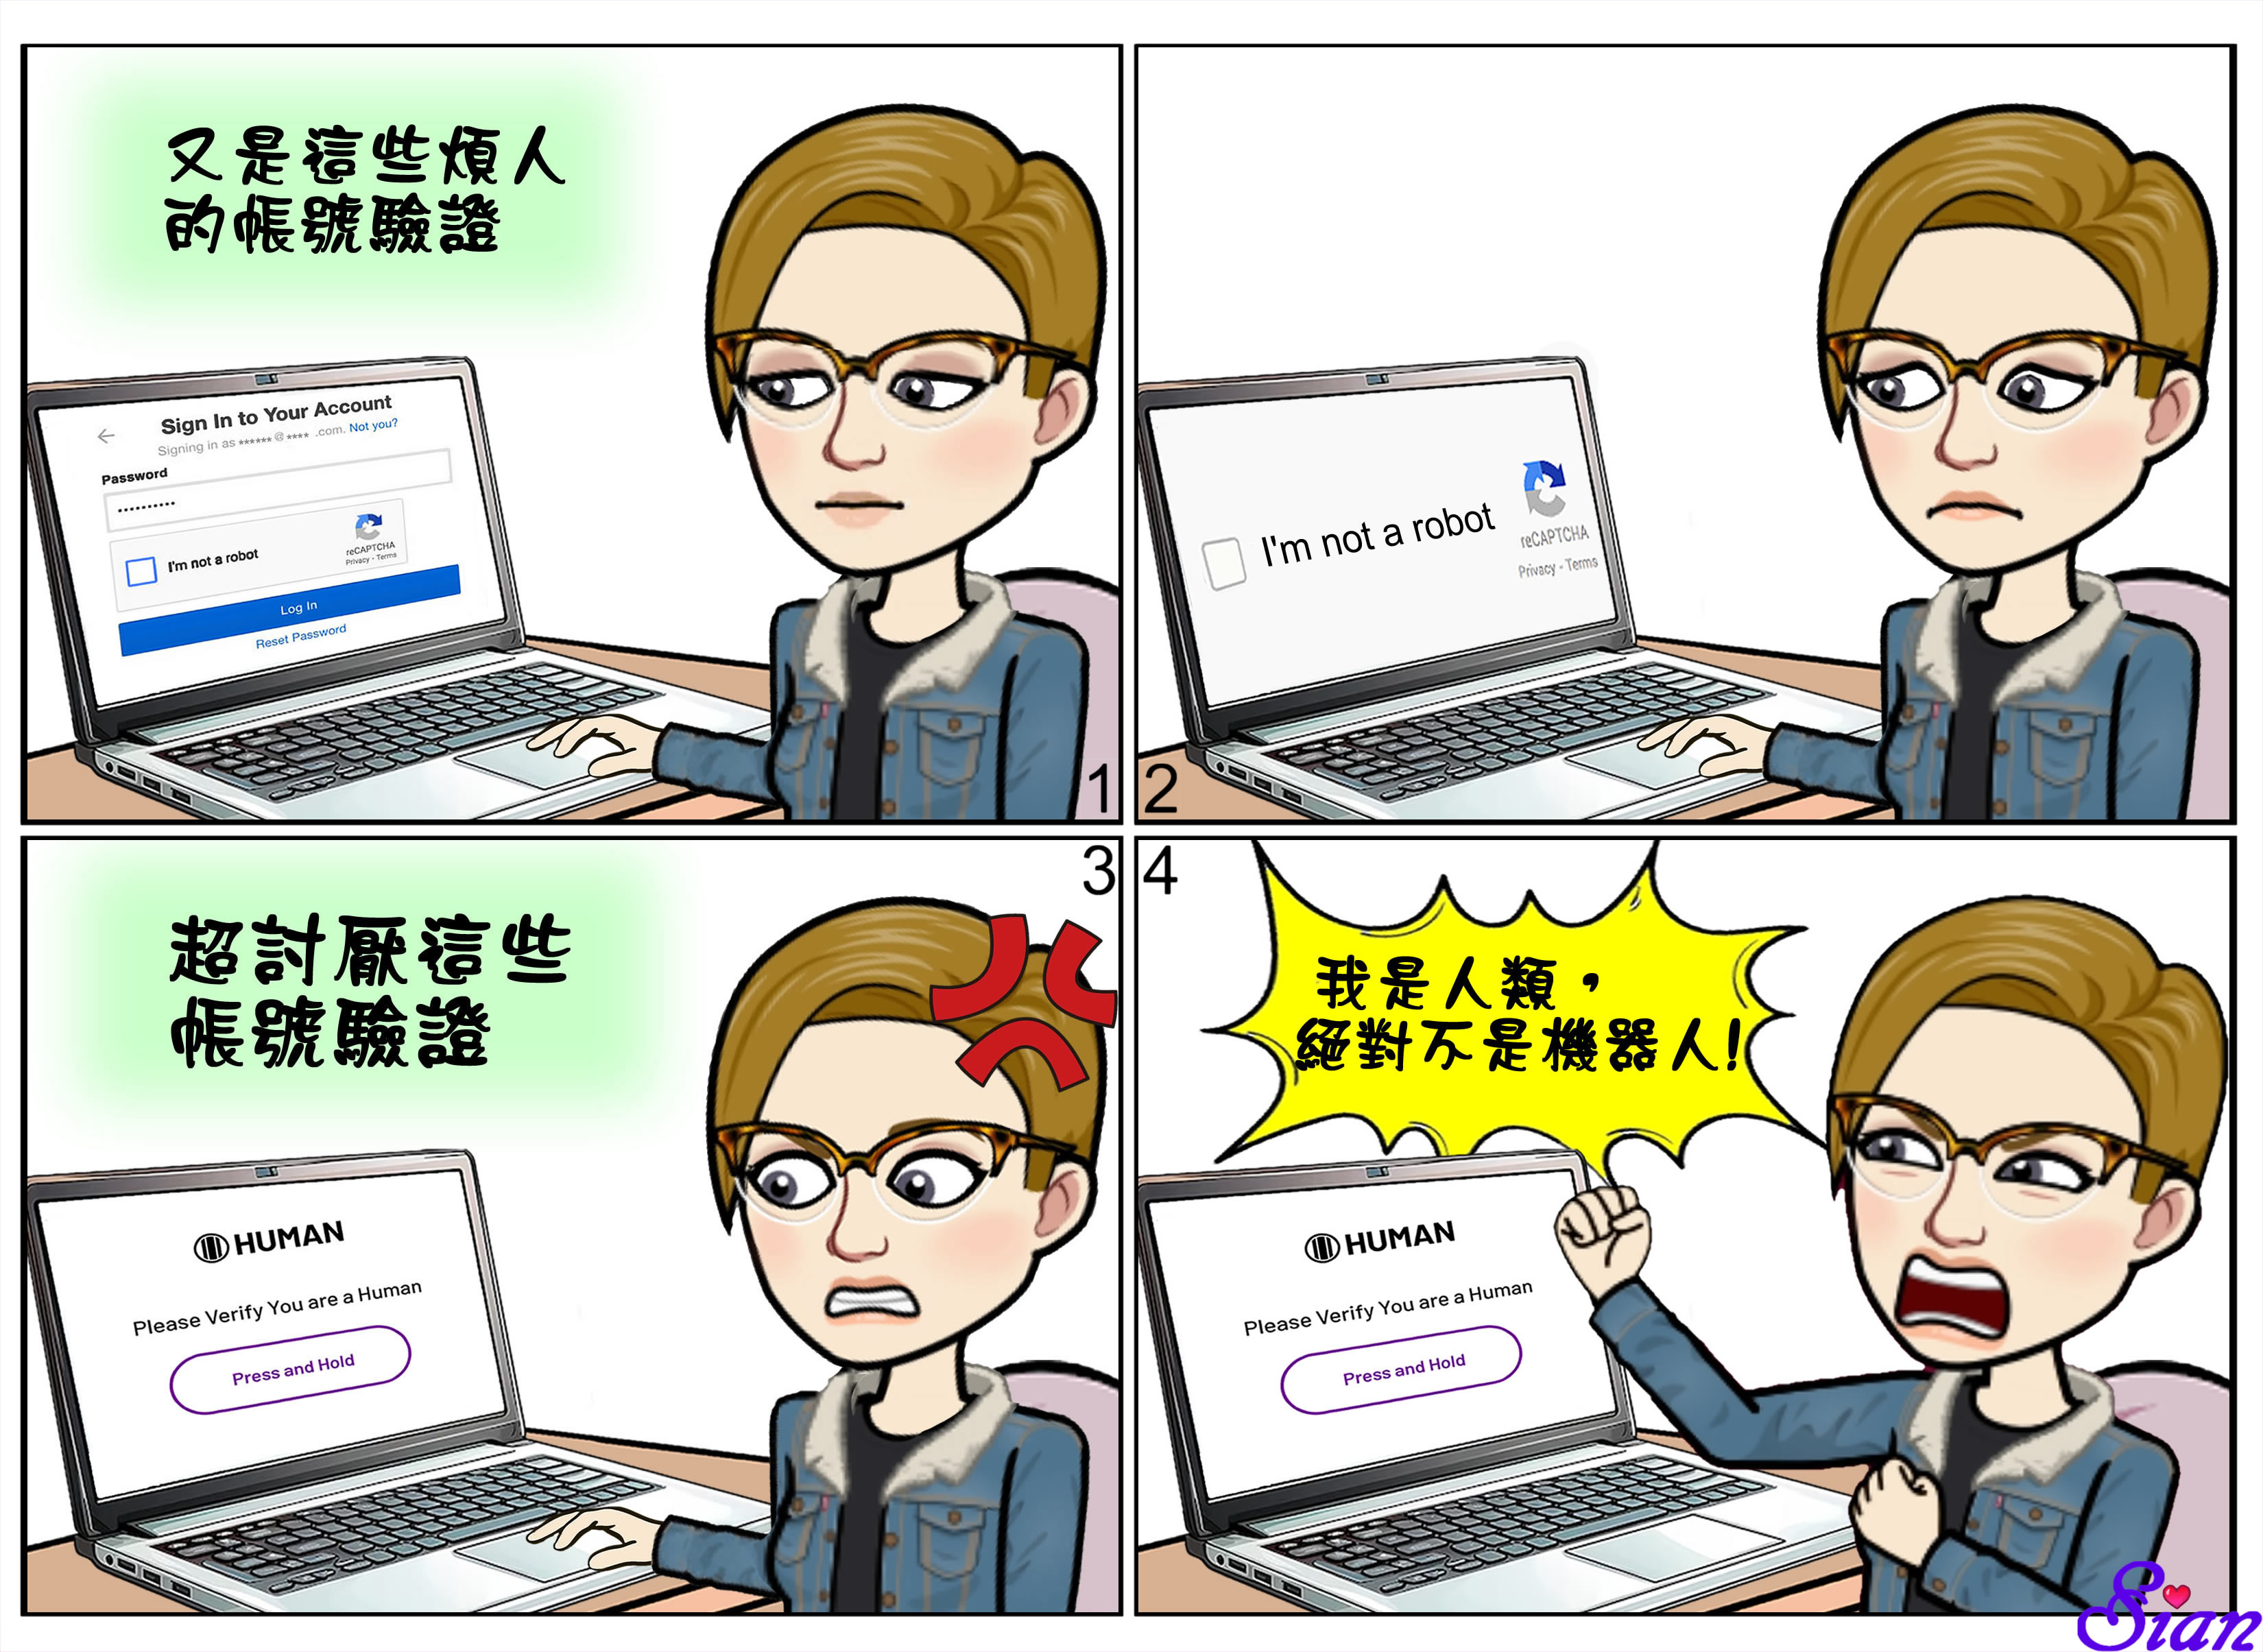 又是這些煩人
的帳號驗證
Sign In to Your Account
Signing in as ******@**** .com. Not you?
Password
••••••••••
I'm not a robot
reCAPTCHA
Privacy - Terms
Log In
Reset Password
1
I'm not a robot
reCAPTCHA
Privacy - Terms
2
3
超討厭這些
帳號驗證
HUMAN
Please Verify You are a Human
Press and Hold
4
我是人類，
絕對不是機器人!
HUMAN
Please Verify You are a Human
Press and Hold
Sian